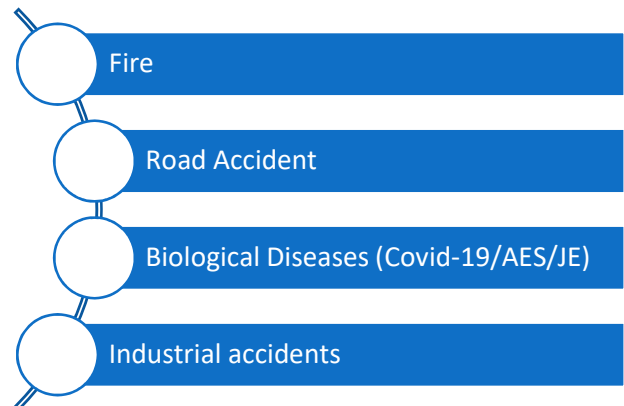 Fire
Road Accident
Biological Diseases (Covid-19/AES/JE)
Industrial accidents